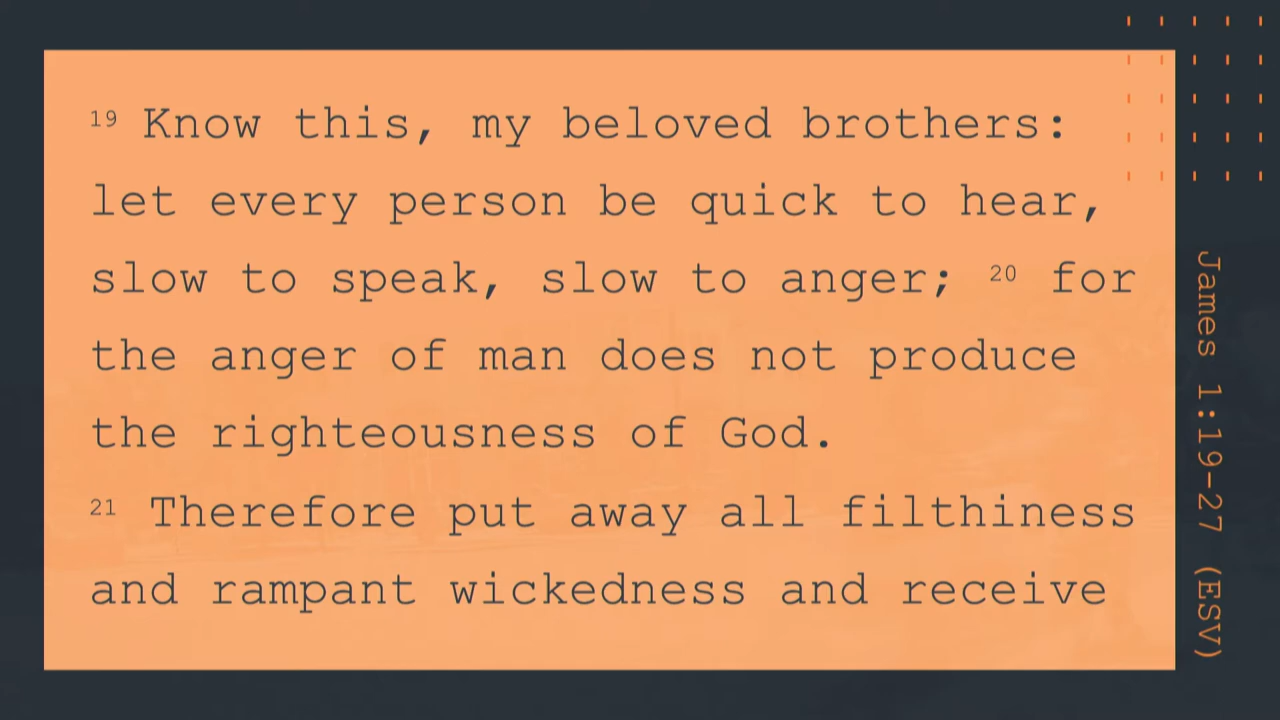 19 Know this, my beloved brothers:
let every person be quick to hear,
slow to speak, slow to anger; 20 for
the anger of man does not produce
the righteousness of God.
21 Therefore put away all filthiness
and rampant wickedness and receive
James 1:19-27 (ESV)